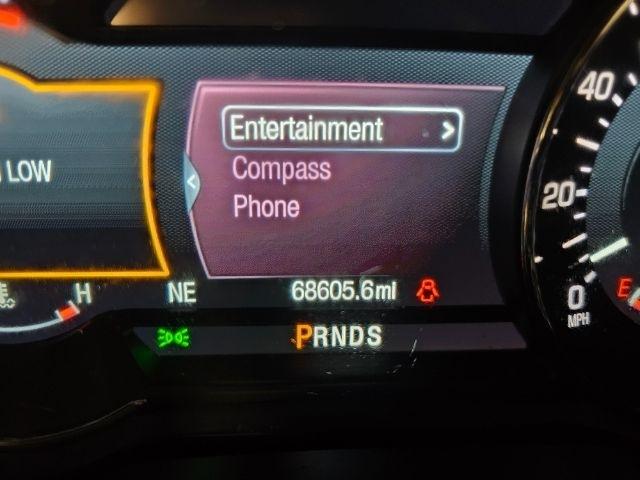 Entertainment >
Compass
Phone
LOW
H NE 68605.6mi
PRNDS
40
20
0
MPH
E